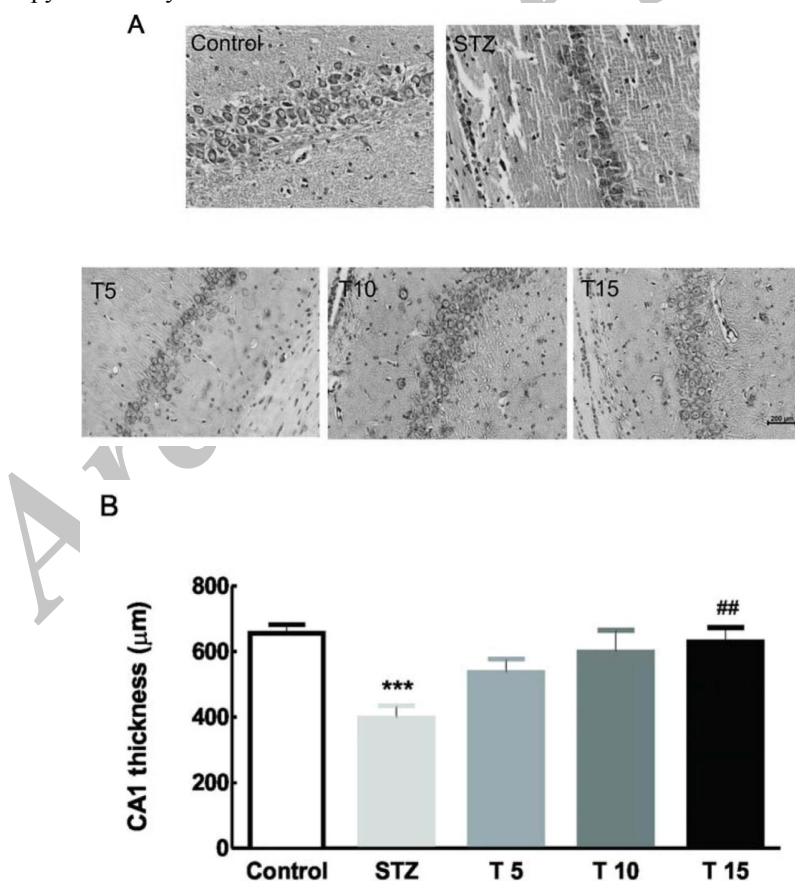 A
Control
STZ
T5
T10
T15
200 µm
B
CA1 thickness (µm)
800
600
400
200
0
***
##
Control
STZ
T 5
T 10
T 15